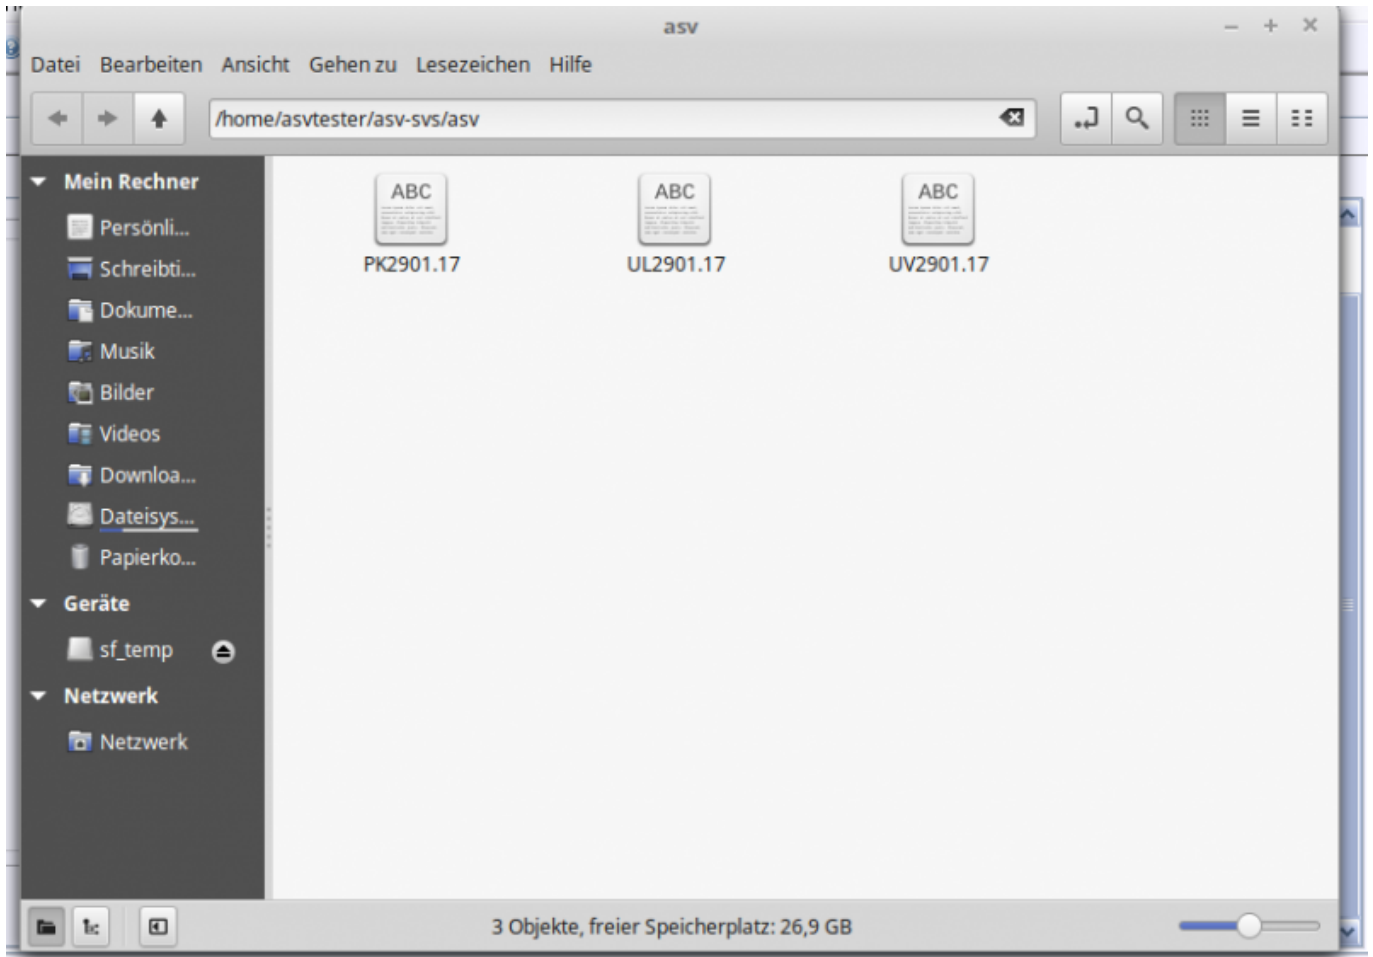 asv
Datei Bearbeiten Ansicht Gehen zu Lesezeichen Hilfe
/home/asvtester/asv-svs/asv
Mein Rechner
Persönli...
Schreibti...
Dokume...
Musik
Bilder
Videos
Downloa...
Dateisys...
Papierko...
Geräte
sf_temp
Netzwerk
Netzwerk
ABC
PK2901.17
ABC
UL2901.17
ABC
UV2901.17
3 Objekte, freier Speicherplatz: 26,9 GB